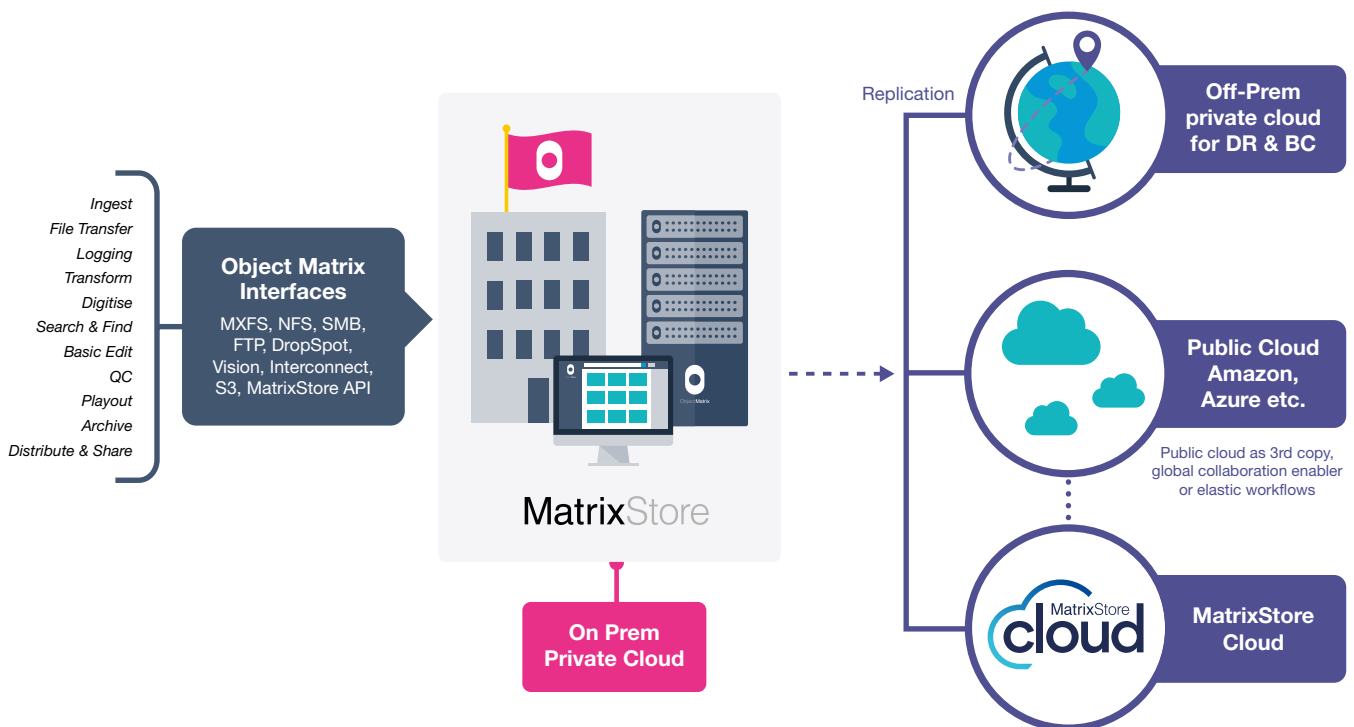 Ingest
File Transfer
Logging
Transform
Digitise
Search & Find
Basic Edit
QC
Playout
Archive
Distribute & Share
Object Matrix
Interfaces
MXFS, NFS, SMB,
FTP, DropSpot,
Vision, Interconnect,
S3, MatrixStore API
ObjectMatrix
MatrixStore
On Prem
Private Cloud
Replication
Off-Prem
private cloud
for DR & BC
Public Cloud
Amazon,
Azure etc.
Public cloud as 3rd copy,
global collaboration enabler
or elastic workflows
MatrixStore
cloud
MatrixStore
Cloud